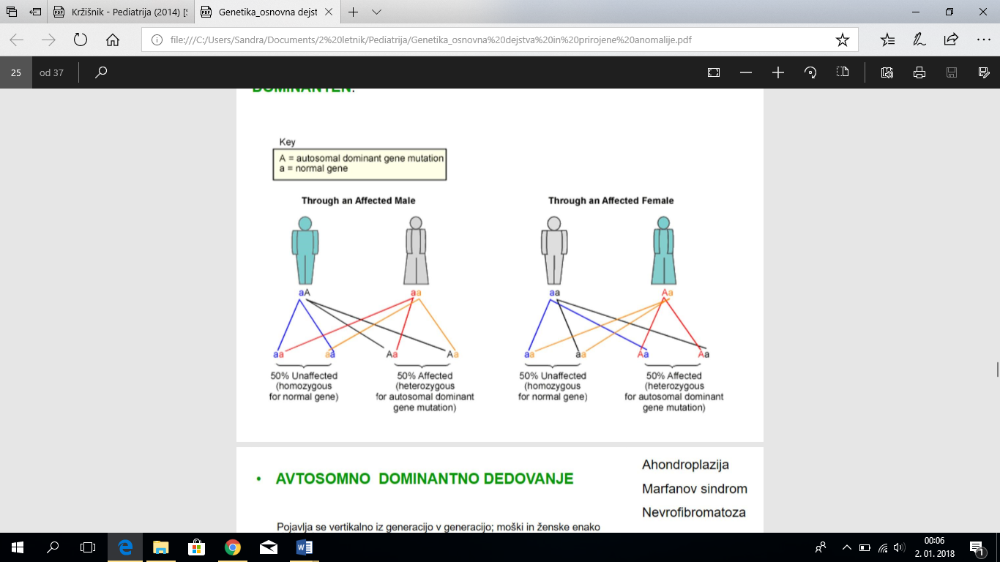 Kržišnik - Pediatrija (2014) [S
Genetika_osnovna dejst
file:///C:/Users/Sandra/Documents/2%20letnik/Pediatrija/Genetika_osnovna%20dejstva%20in%20prirojene%20anomalije.pdf
25 od 37
DOMINANTEN.
Key
A = autosomal dominant gene mutation
a = normal gene
Through an Affected Male
Through an Affected Female
aA
aa
aa
Aa
aa
aa
Aa
Aa
aa
aa
Aa
Aa
50% Unaffected
(homozygous
for normal gene)
50% Affected
(heterozygous
for autosomal dominant
gene mutation)
50% Unaffected
(homozygous
for normal gene)
50% Affected
(heterozygous
for autosomal dominant
gene mutation)
• AVTOSOMNO DOMINANTNO DEDOVANJE
Ahondroplazija
Marfanov sindrom
Nevrofibromatoza
Pojavlja se vertikalno iz generacijo v generacijo; moški in ženske enako
00:06
2. 01. 2018
1